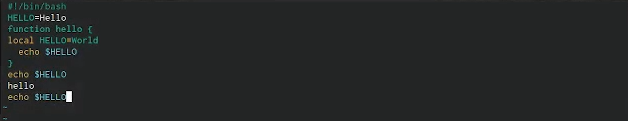 #!/bin/bash
HELLO=Hello
function hello {
local HELLO=World
  echo $HELLO
}
echo $HELLO
hello
echo $HELLO
~
~